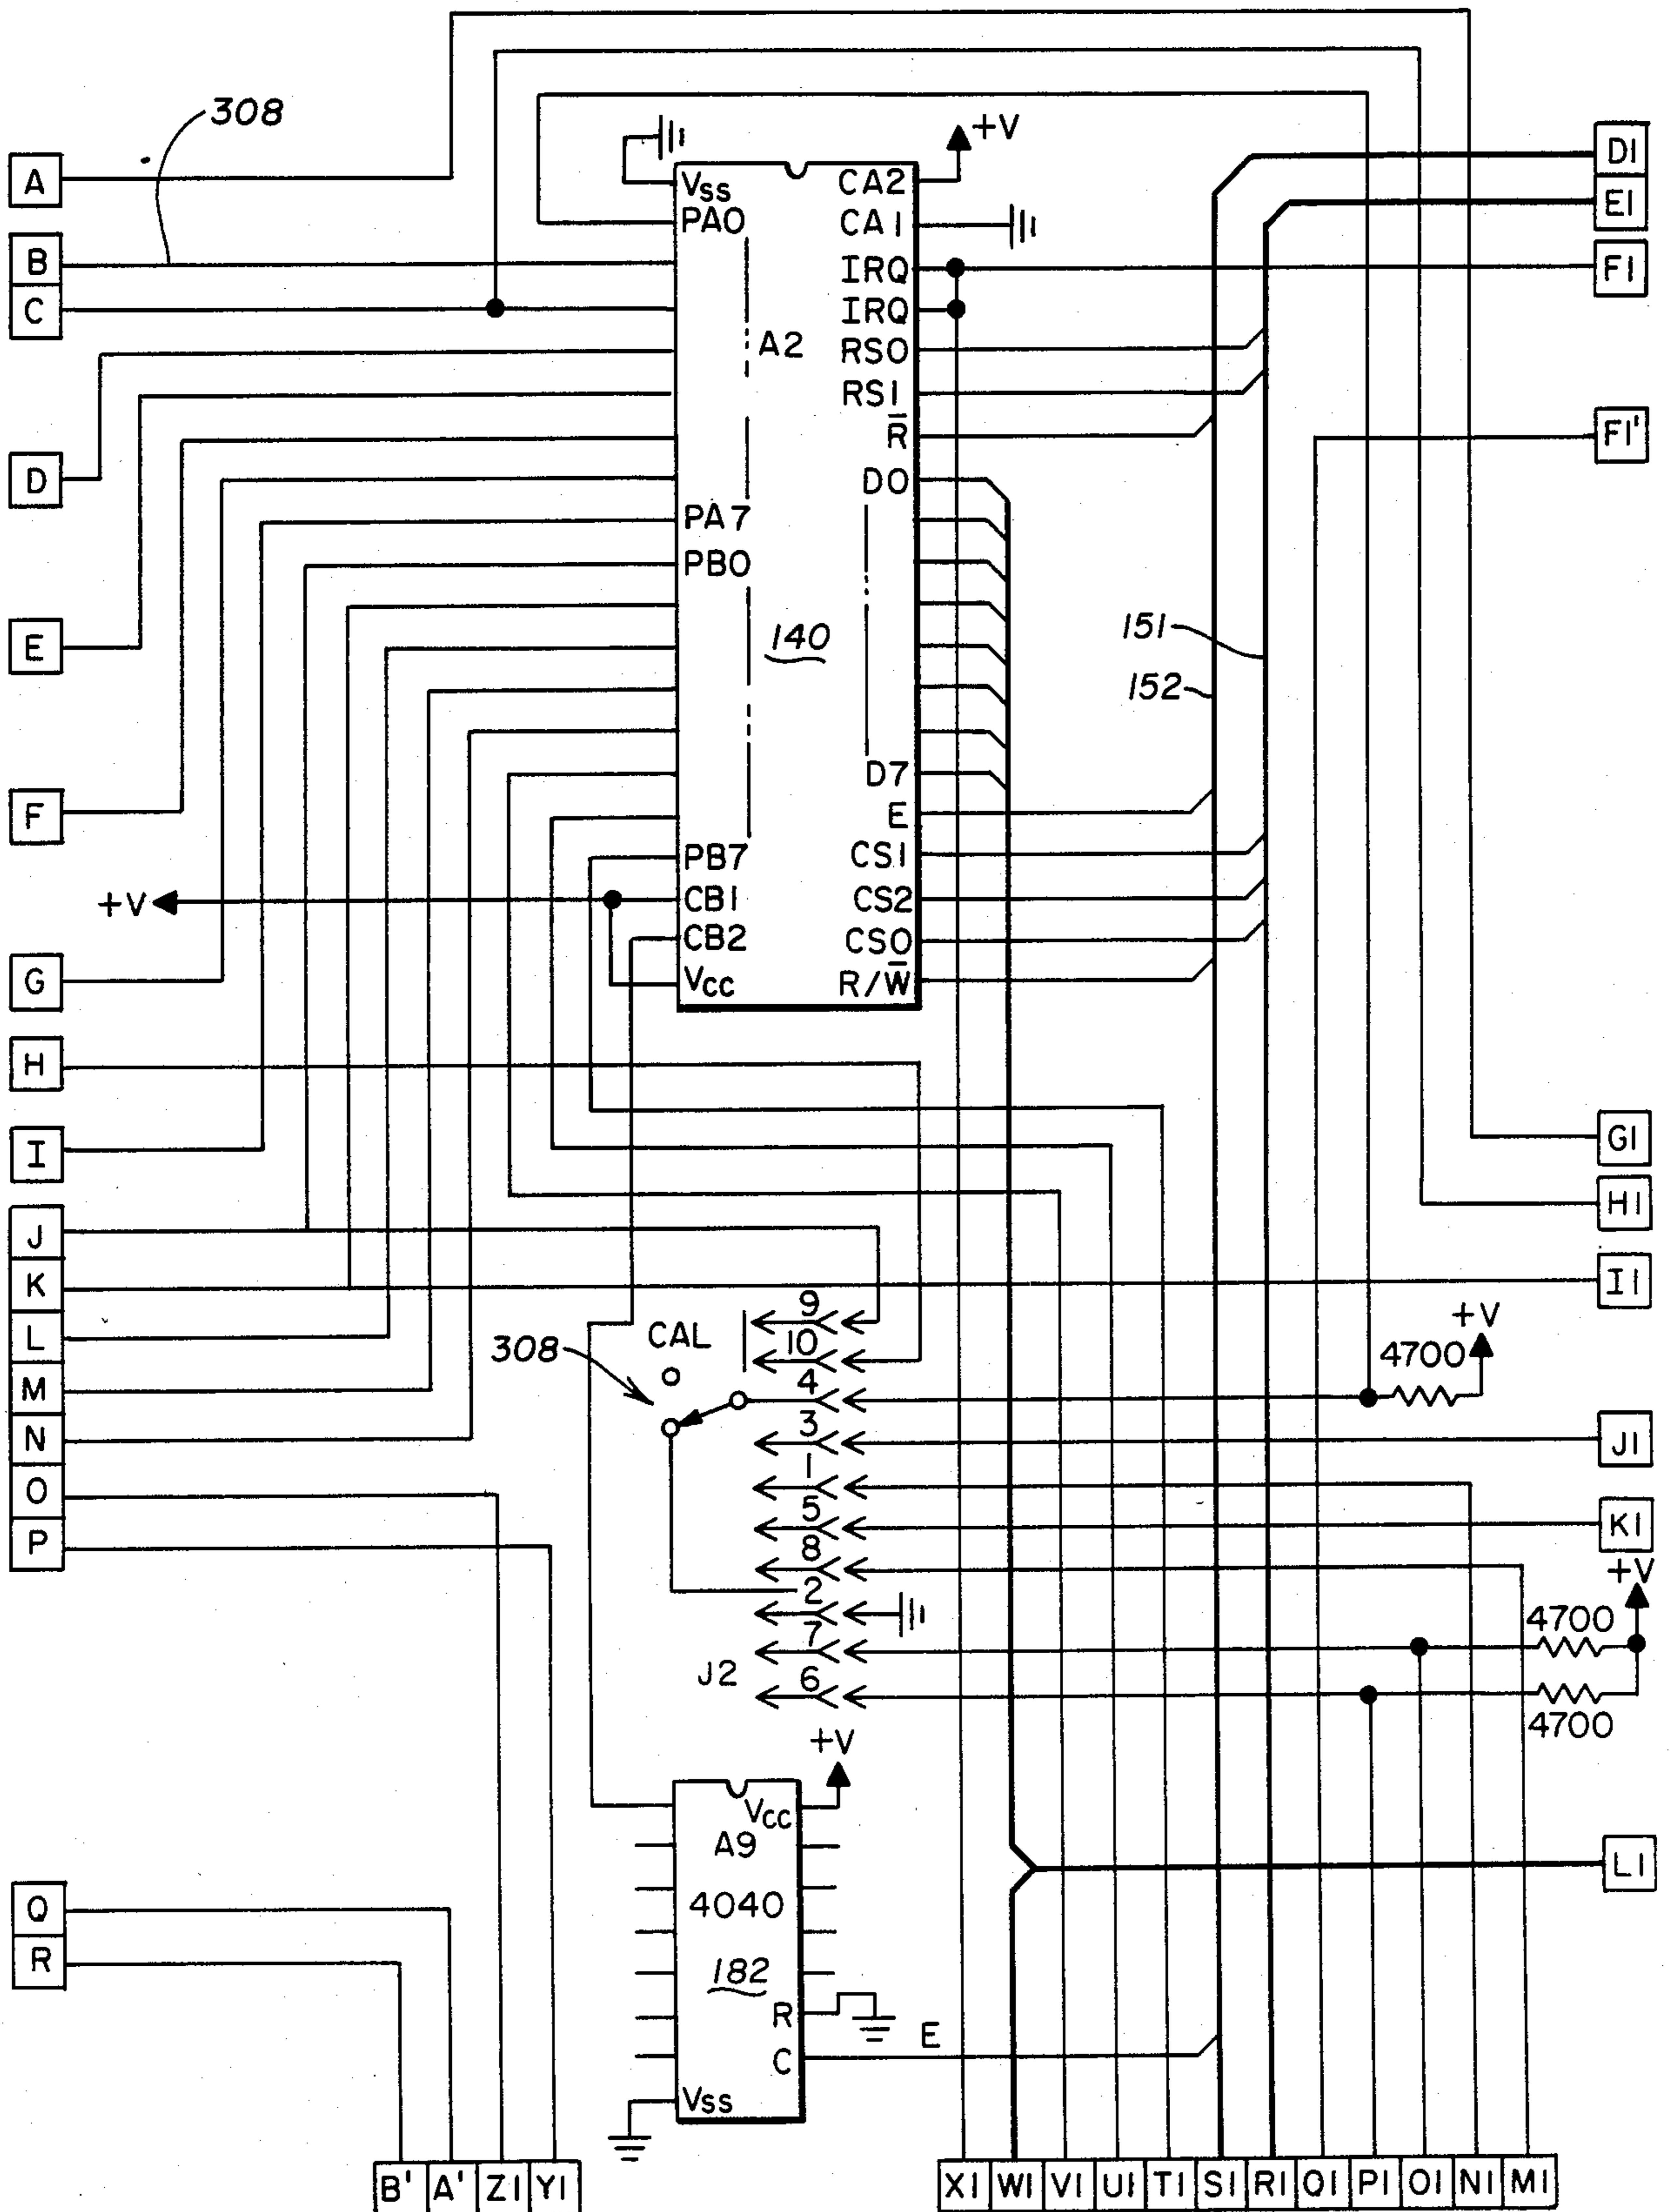 308
+V
A
VSS
CA2
D1
PA0
CA1
E1
B
IRQ
F1
C
IRQ
A2
RS0
RS1
R̅
F1'
D
D0
PA7
PB0
151
E
140
152
D7
F
E
PB7
CS1
+V
CB1
CS2
CB2
CS0
G
VCC
R/W̅
H
I
G1
J
H1
K
I1
9
+V
L
CAL
10
308
4700
M
4
N
3
J1
1
O
5
K1
P
8
+V
2
4700
7
J2
6
4700
+V
VCC
A9
L1
Q
4040
R
182
R
E
C
VSS
B' A' Z1 Y1 X1 W1 V1 U1 T1 S1 R1 Q1 P1 O1 N1 M1